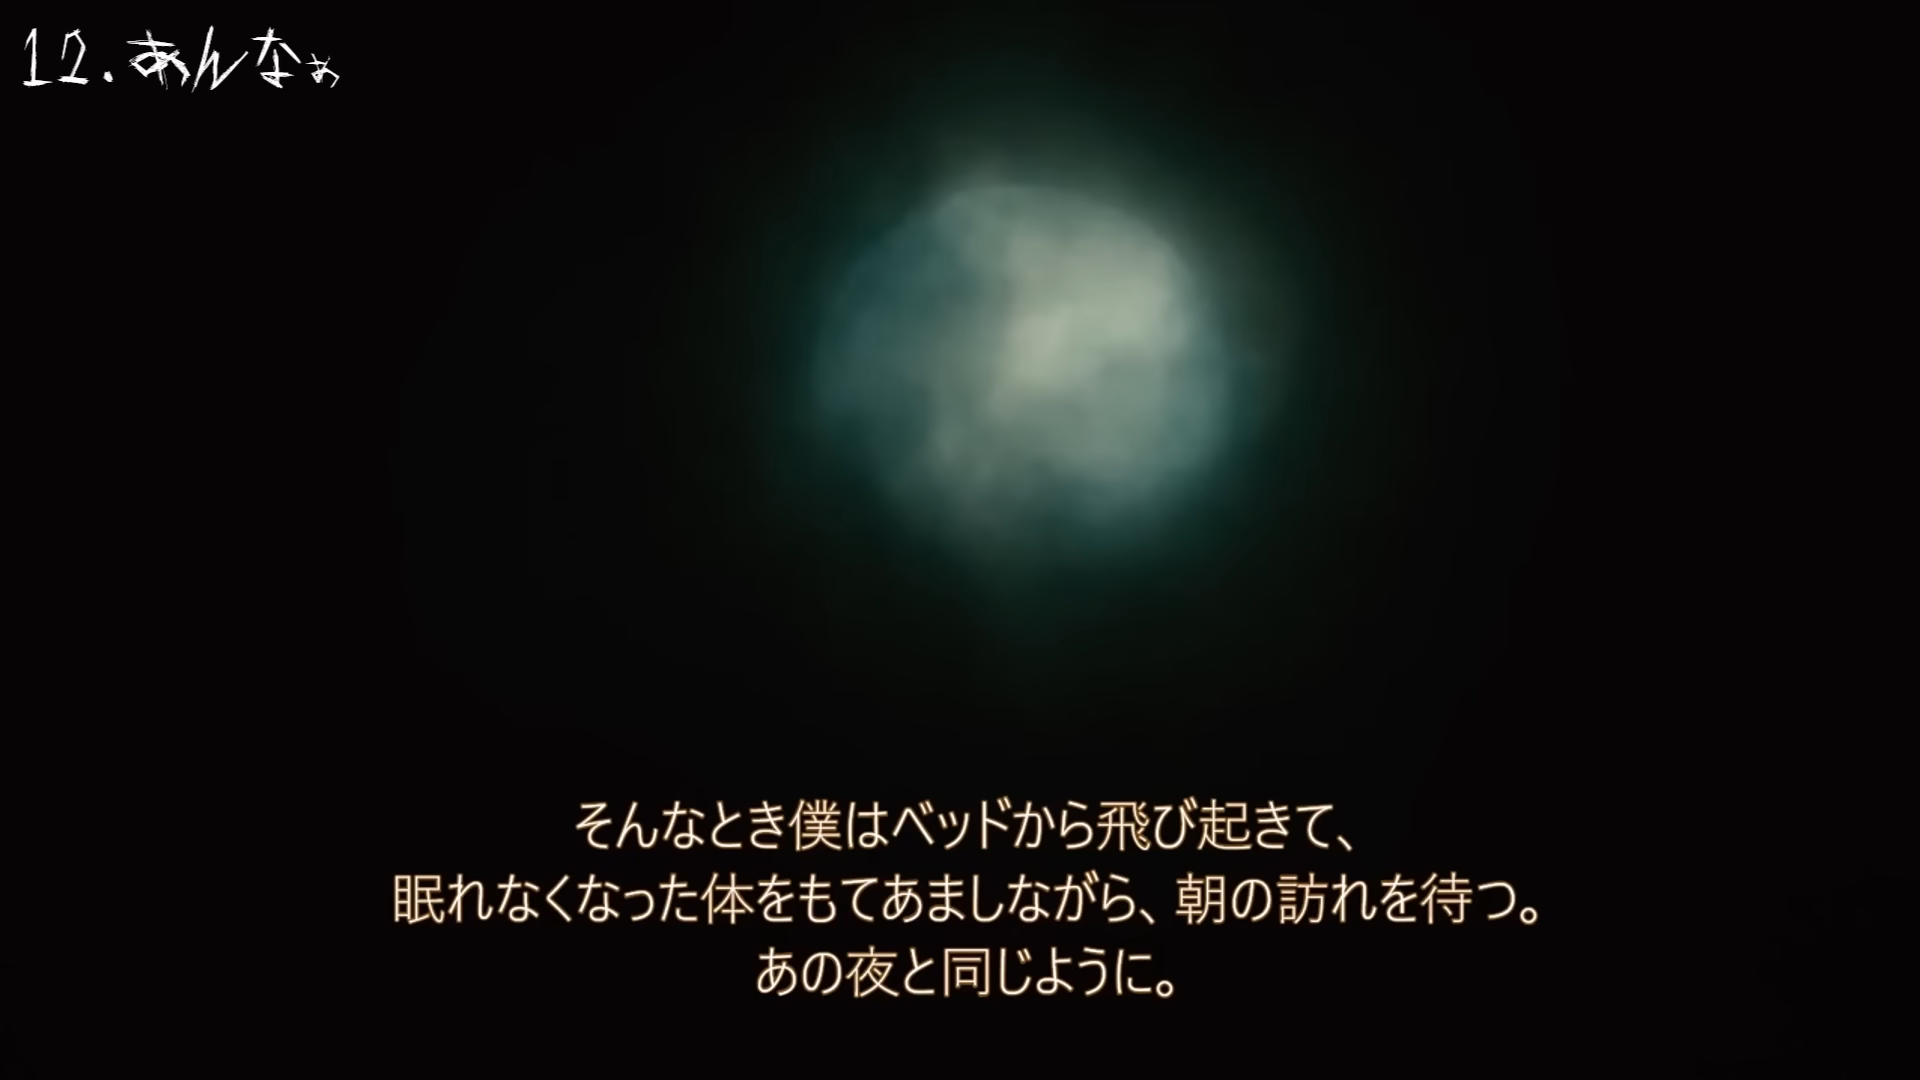 12.あんなぁ
そんなとき僕はベッドから飛び起きて、
眠れなくなった体をもてあましながら、朝の訪れを待つ。
あの夜と同じように。